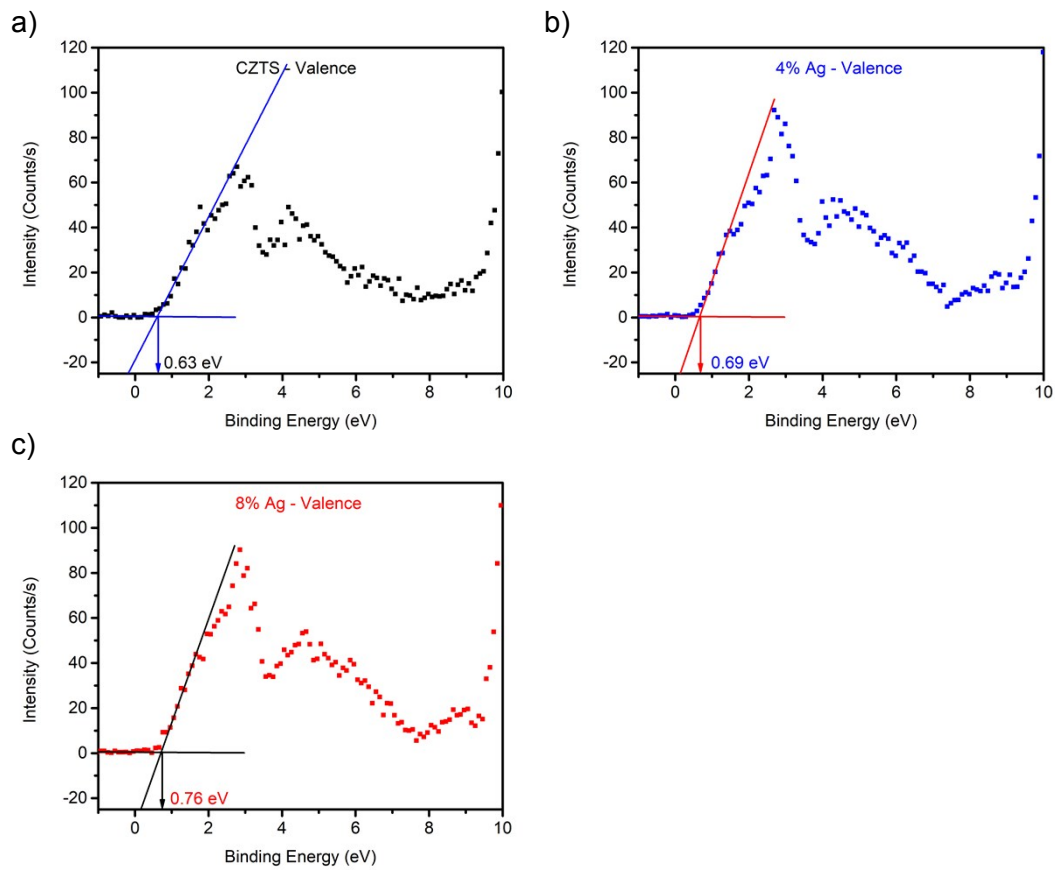 a)
CZTS - Valence
120
100
80
60
40
20
0
-20
Intensity (Counts/s)
0.63 eV
0 2 4 6 8 10
Binding Energy (eV)
b)
4% Ag - Valence
120
100
80
60
40
20
0
-20
Intensity (Counts/s)
0.69 eV
0 2 4 6 8 10
Binding Energy (eV)
c)
8% Ag - Valence
120
100
80
60
40
20
0
-20
Intensity (Counts/s)
0.76 eV
0 2 4 6 8 10
Binding Energy (eV)